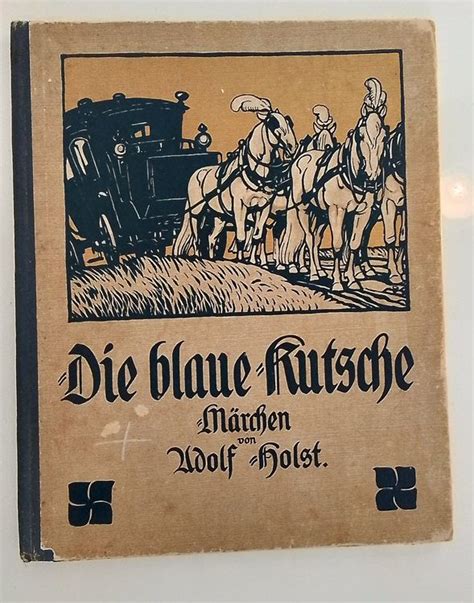 Die blaue Kutsche
Märchen
von
Adolf Holst.